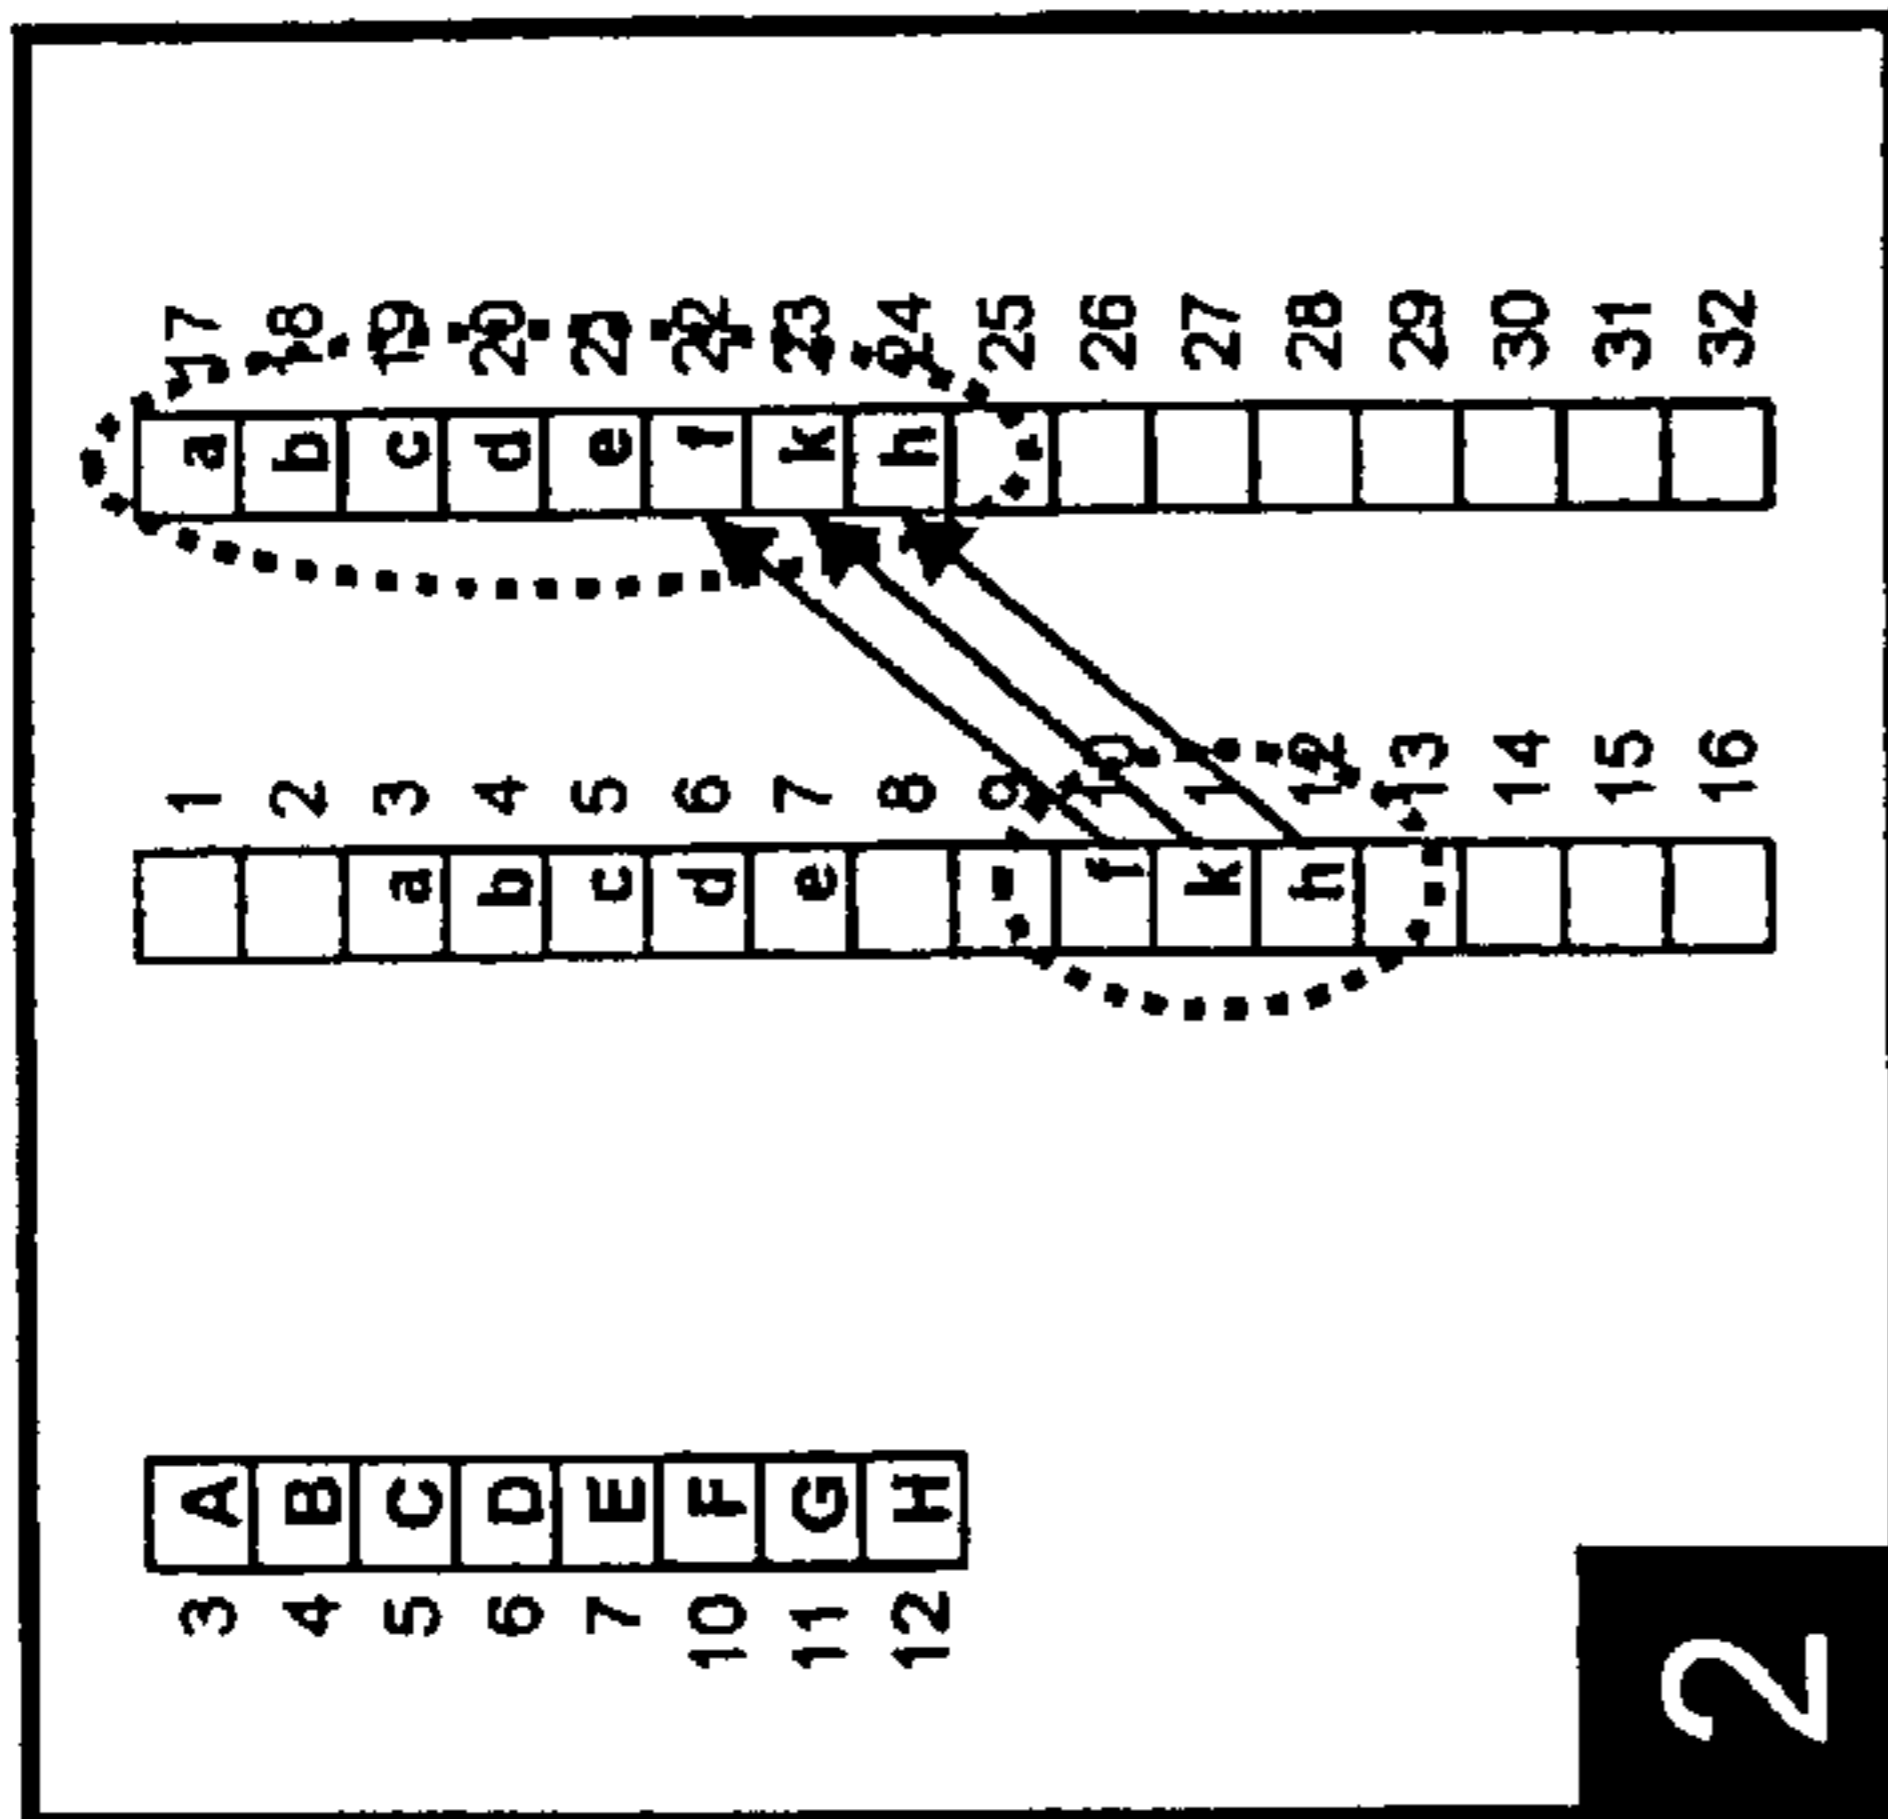 3 A 1 a 17
4 B 2 b 18
5 C a 3 c 19
6 D b 4 d 20
7 E c 5 e 21
10 F d 6 f 22
11 G e 7 k 23
12 H 8 h 24
- 9 25
f 10 26
k 11 27
h 12 28
13 29
14 30
15 31
16 32
2